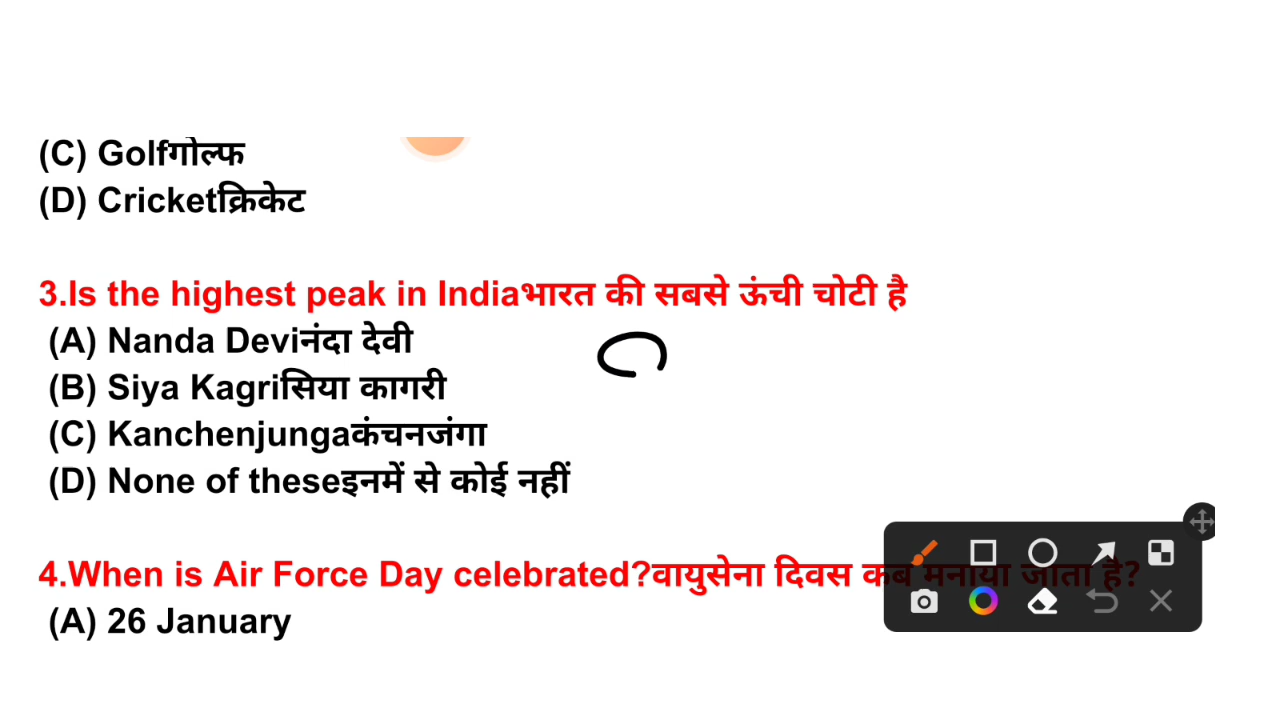 (C) Golfगोल्फ
(D) Cricketक्रिकेट
3.Is the highest peak in Indiaभारत की सबसे ऊंची चोटी है
(A) Nanda Deviनंदा देवी
(B) Siya Kagriसिया कागरी
(C) Kanchenjungaकंचनजंगा
(D) None of theseइनमें से कोई नहीं
4.When is Air Force Day celebrated?वायुसेना दिवस कब मनाया जाता है?
(A) 26 January